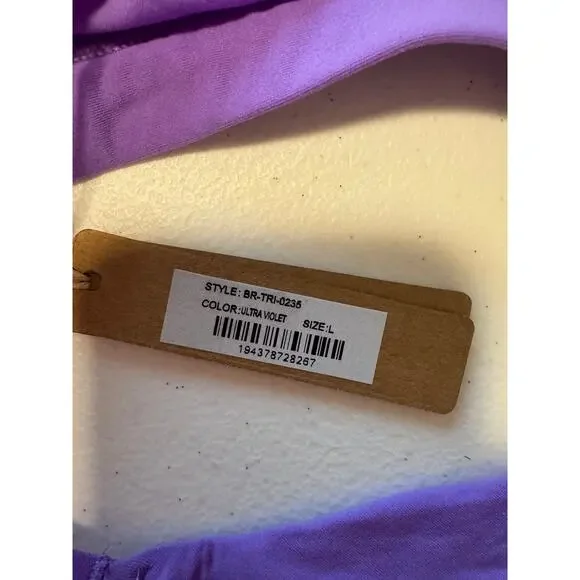 STYLE: BR-TRI-0235
COLOR: ULTRA VIOLET SIZE: L
194378728267